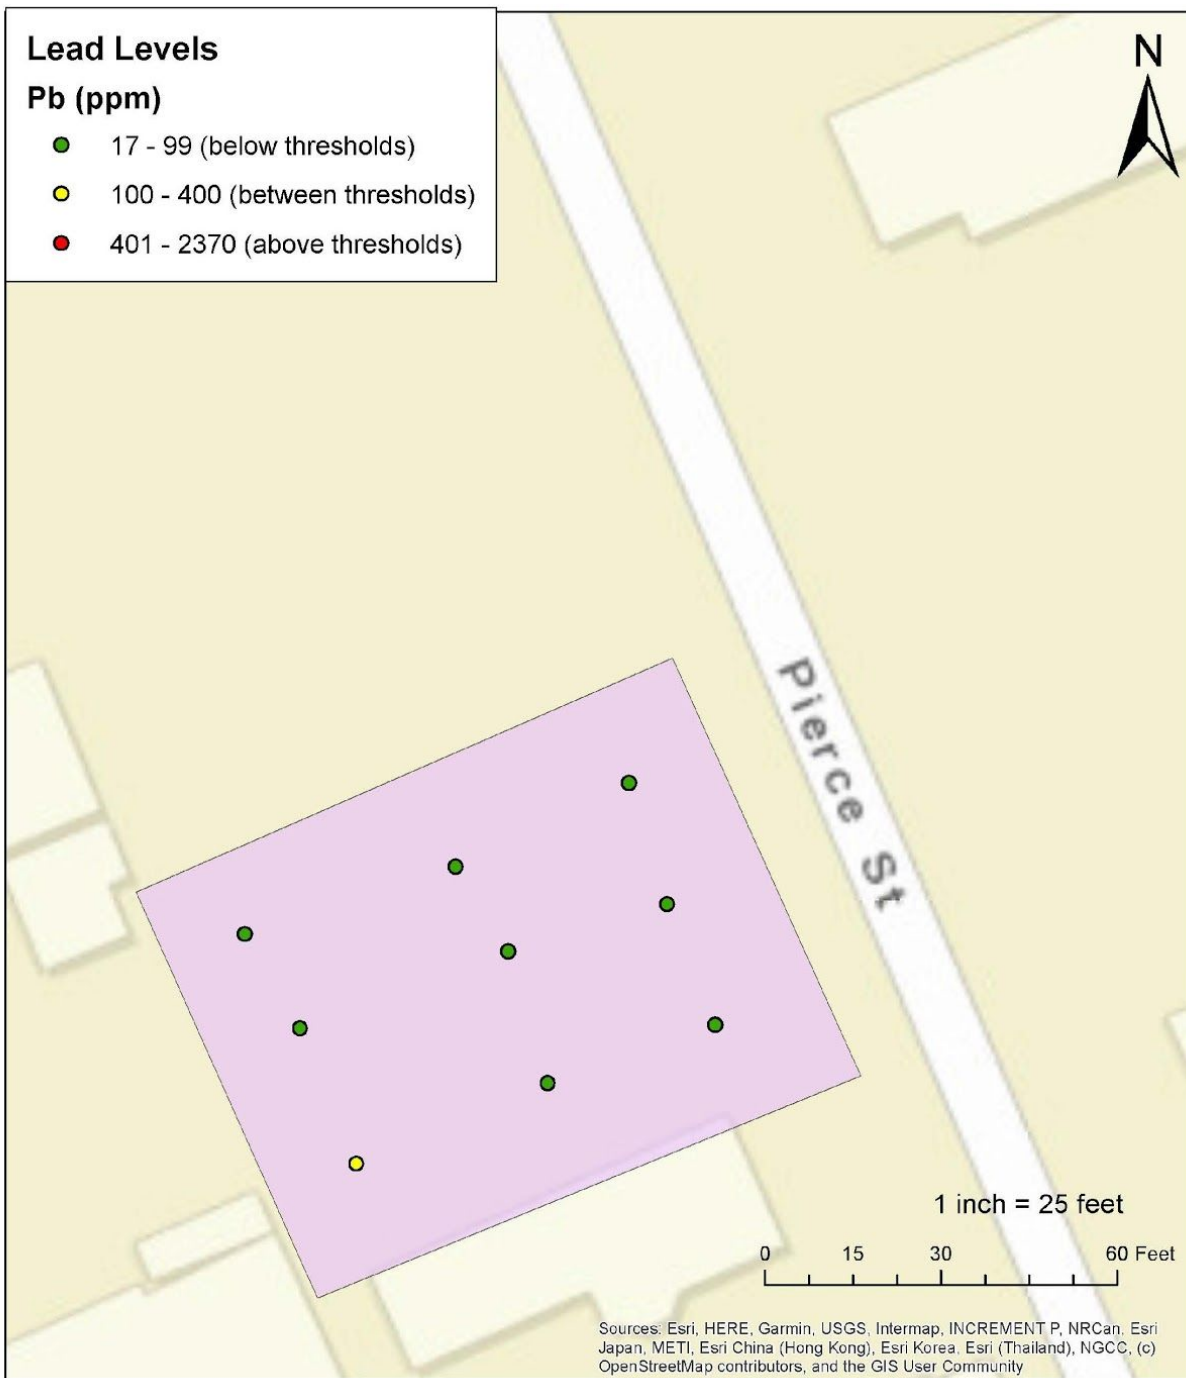 Lead Levels
Pb (ppm)
17 - 99 (below thresholds)
100 - 400 (between thresholds)
401 - 2370 (above thresholds)
N
Pierce St
1 inch = 25 feet
0 15 30 60 Feet
Sources: Esri, HERE, Garmin, USGS, Intermap, INCREMENT P, NRCan, Esri
Japan, METI, Esri China (Hong Kong), Esri Korea, Esri (Thailand), NGCC, (c)
OpenStreetMap contributors, and the GIS User Community